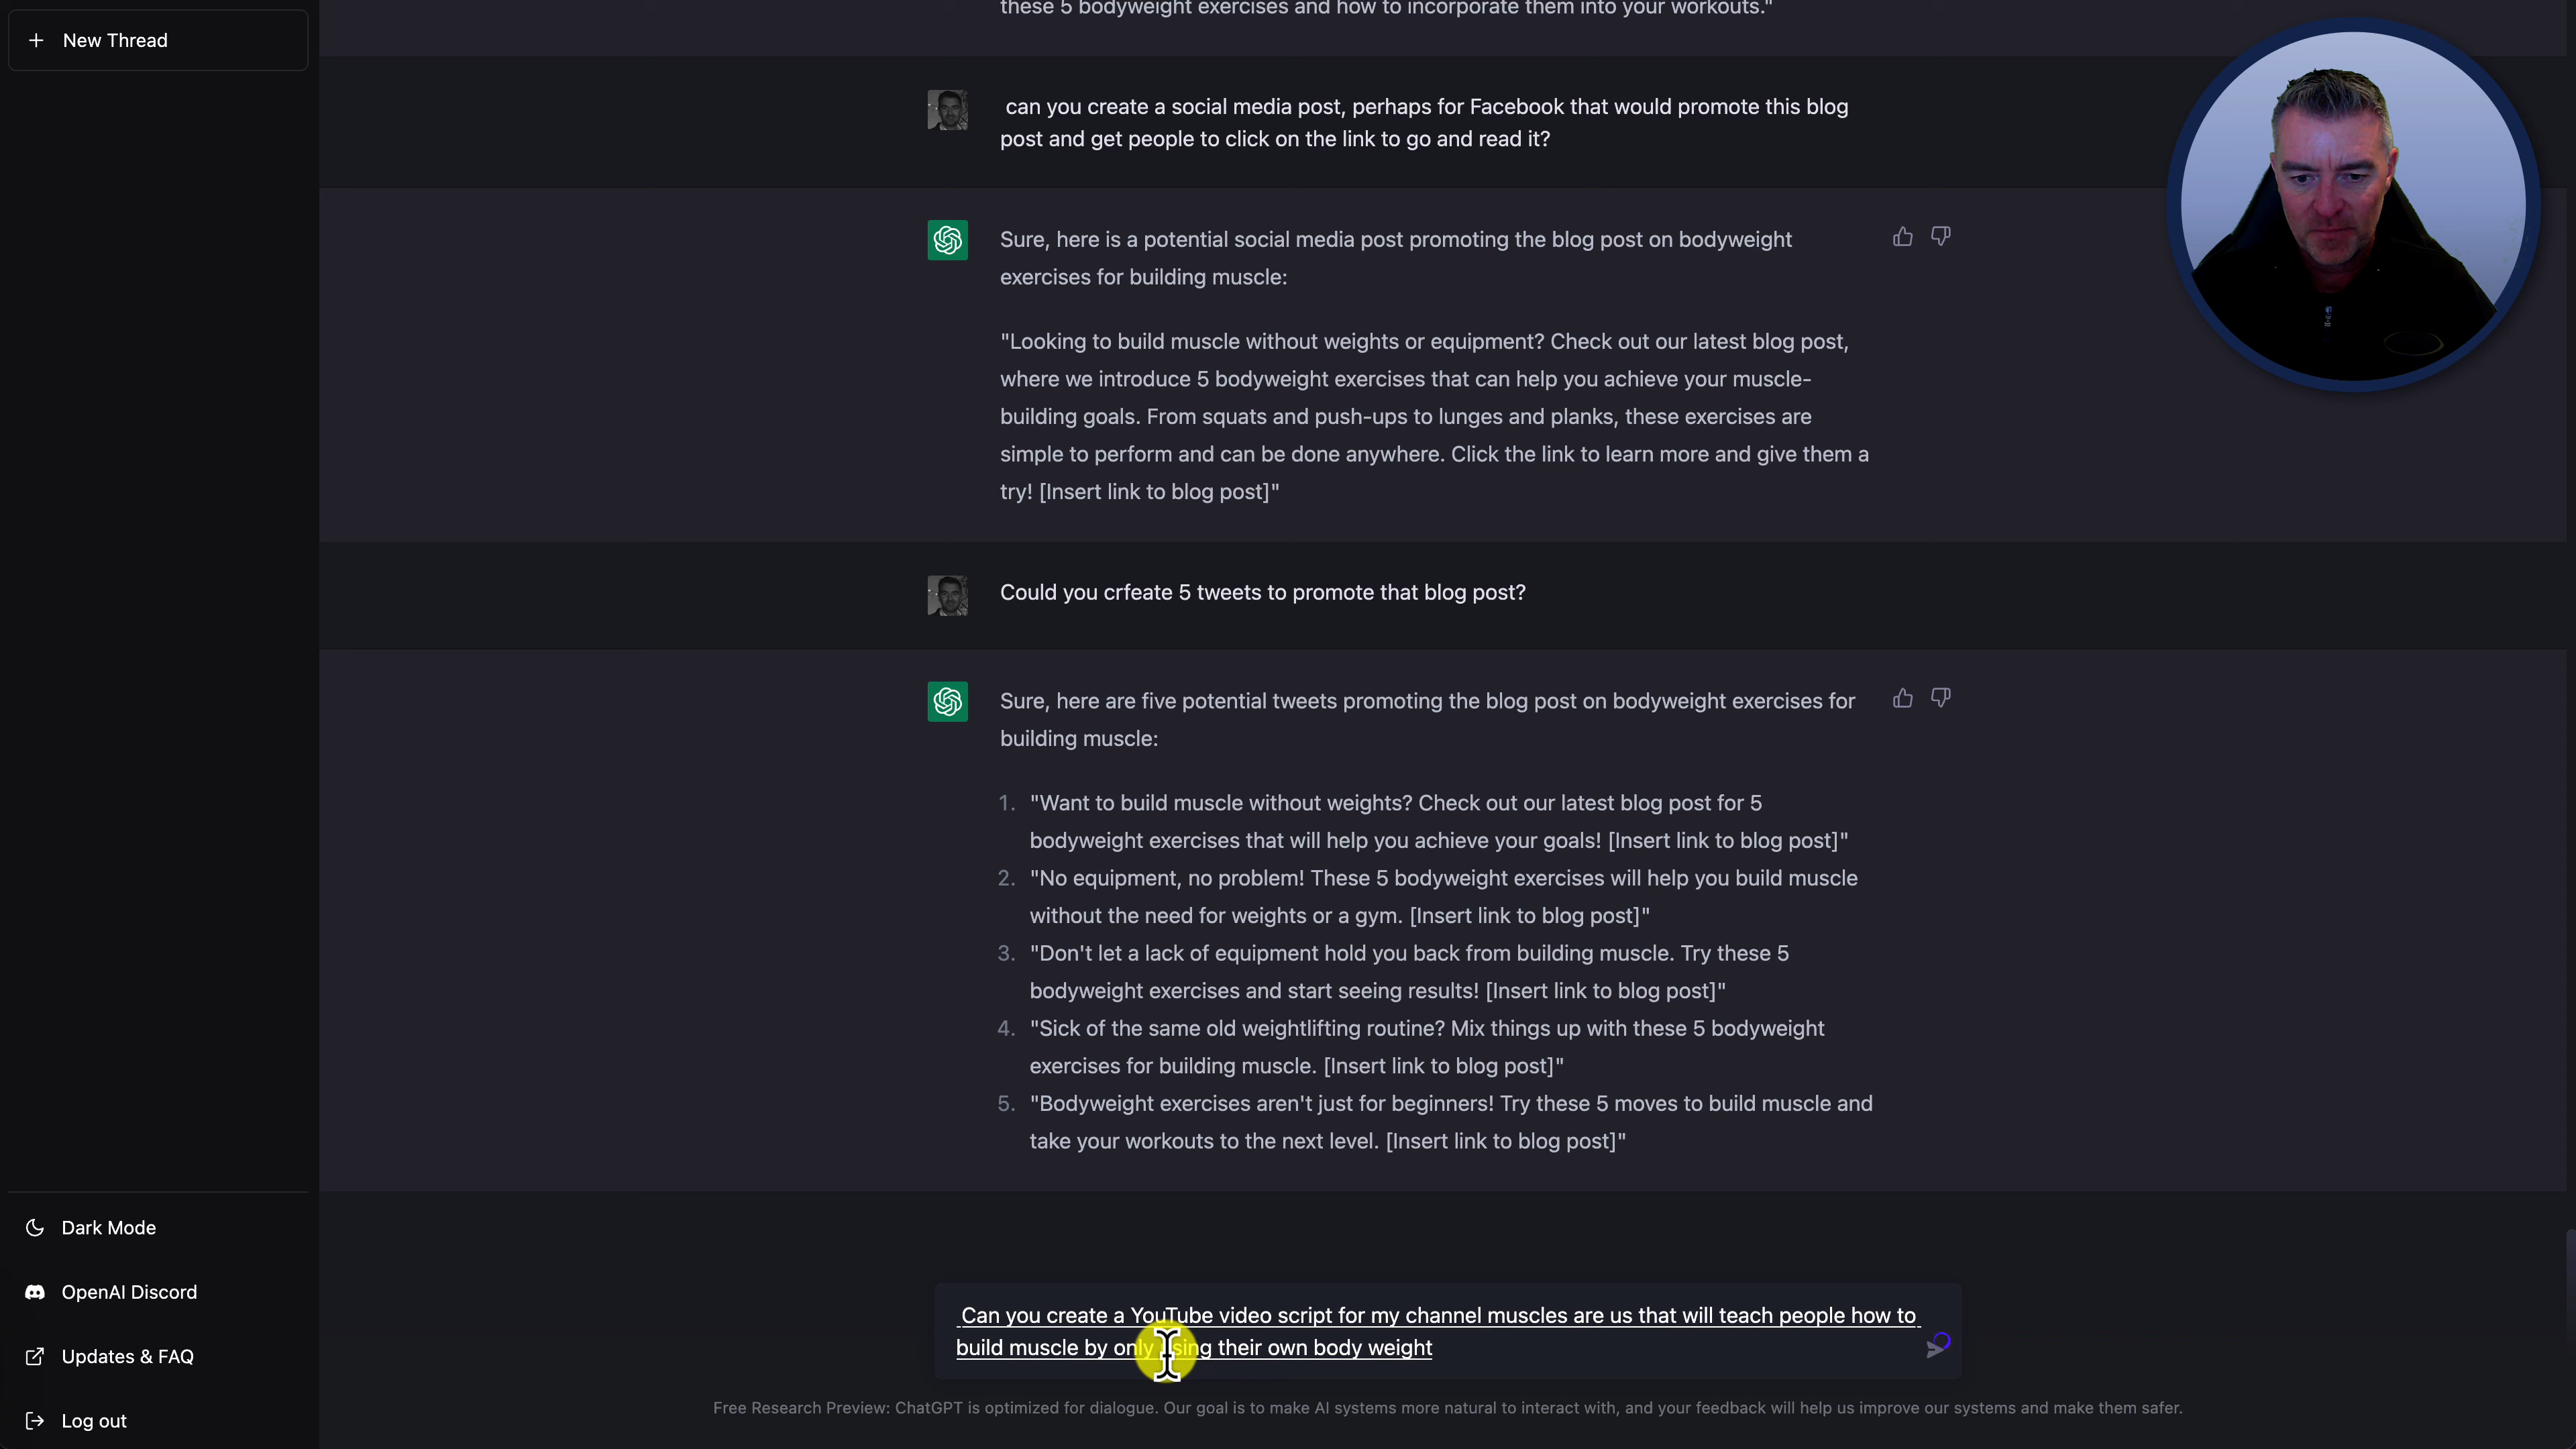 New Thread
these 5 bodyweight exercises and how to incorporate them into your workouts."
can you create a social media post, perhaps for Facebook that would promote this blog
post and get people to click on the link to go and read it?
Sure, here is a potential social media post promoting the blog post on bodyweight
exercises for building muscle:
"Looking to build muscle without weights or equipment? Check out our latest blog post,
where we introduce 5 bodyweight exercises that can help you achieve your muscle-
building goals. From squats and push-ups to lunges and planks, these exercises are
simple to perform and can be done anywhere. Click the link to learn more and give them a
try! [Insert link to blog post]"
Could you crfeate 5 tweets to promote that blog post?
Sure, here are five potential tweets promoting the blog post on bodyweight exercises for
building muscle:
1. "Want to build muscle without weights? Check out our latest blog post for 5
bodyweight exercises that will help you achieve your goals! [Insert link to blog post]"
2. "No equipment, no problem! These 5 bodyweight exercises will help you build muscle
without the need for weights or a gym. [Insert link to blog post]"
3. "Don't let a lack of equipment hold you back from building muscle. Try these 5
bodyweight exercises and start seeing results! [Insert link to blog post]"
4. "Sick of the same old weightlifting routine? Mix things up with these 5 bodyweight
exercises for building muscle. [Insert link to blog post]"
5. "Bodyweight exercises aren't just for beginners! Try these 5 moves to build muscle and
take your workouts to the next level. [Insert link to blog post]"
Dark Mode
OpenAI Discord
Updates & FAQ
Log out
Can you create a YouTube video script for my channel muscles are us that will teach people how to
build muscle by only using their own body weight
Free Research Preview: ChatGPT is optimized for dialogue. Our goal is to make AI systems more natural to interact with, and your feedback will help us improve our systems and make them safer.